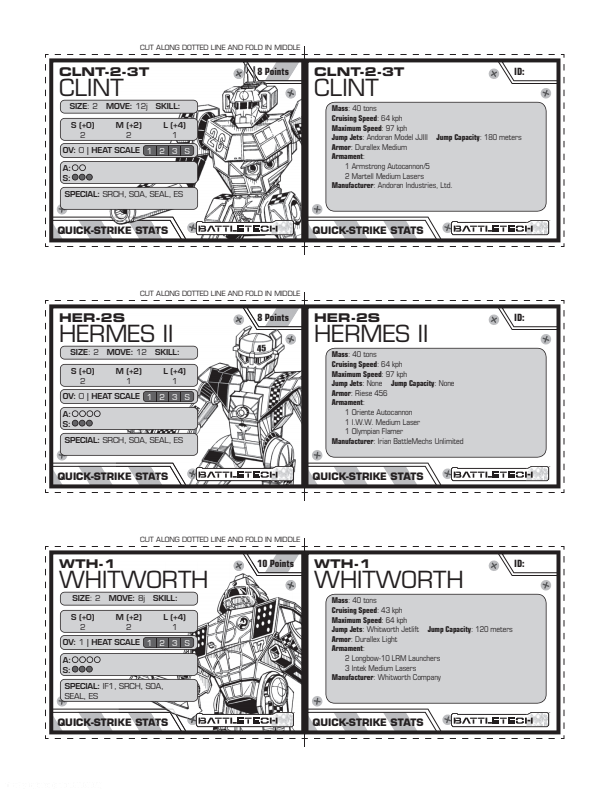 CUT ALONG DOTTED LINE AND FOLD IN MIDDLE
CLNT-2-3T
8 Points
CLINT
SIZE: 2 MOVE: 12j SKILL:
S (+0) M (+2) L (+4)
2 2 1
OV: 0 | HEAT SCALE 1 2 3 S
26
A:
S:
SPECIAL: SRCH, SOA, SEAL, ES
QUICK-STRIKE STATS
BATTLETECH
CLNT-2-3T
ID:
CLINT
Mass: 40 tons
Cruising Speed: 64 kph
Maximum Speed: 97 kph
Jump Jets: Andoran Model JJIII Jump Capacity: 180 meters
Armor: Durallex Medium
Armament:
1 Armstrong Autocannon/5
2 Martell Medium Lasers
Manufacturer: Andoran Industries, Ltd.
QUICK-STRIKE STATS
BATTLETECH
CUT ALONG DOTTED LINE AND FOLD IN MIDDLE
HER-2S
8 Points
HERMES II
45
SIZE: 2 MOVE: 12 SKILL:
S (+0) M (+2) L (+4)
2 1 1
OV: 0 | HEAT SCALE 1 2 3 S
A:
S:
SPECIAL: SRCH, SOA, SEAL, ES
QUICK-STRIKE STATS
BATTLETECH
HER-2S
ID:
HERMES II
Mass: 40 tons
Cruising Speed: 64 kph
Maximum Speed: 97 kph
Jump Jets: None Jump Capacity: None
Armor: Riese 456
Armament:
1 Oriente Autocannon
1 I.W.W. Medium Laser
1 Olympian Flamer
Manufacturer: Irian BattleMechs Unlimited
QUICK-STRIKE STATS
BATTLETECH
CUT ALONG DOTTED LINE AND FOLD IN MIDDLE
WTH-1
10 Points
WHITWORTH
SIZE: 2 MOVE: 8j SKILL:
S (+0) M (+2) L (+4)
2 2 1
OV: 1 | HEAT SCALE 1 2 3 S
17
A:
S:
SPECIAL: IF1, SRCH, SOA,
SEAL, ES
QUICK-STRIKE STATS
BATTLETECH
WTH-1
ID:
WHITWORTH
Mass: 40 tons
Cruising Speed: 43 kph
Maximum Speed: 64 kph
Jump Jets: Whitworth Jetlift Jump Capacity: 120 meters
Armor: Durallex Light
Armament:
2 Longbow-10 LRM Launchers
3 Intek Medium Lasers
Manufacturer: Whitworth Company
QUICK-STRIKE STATS
BATTLETECH